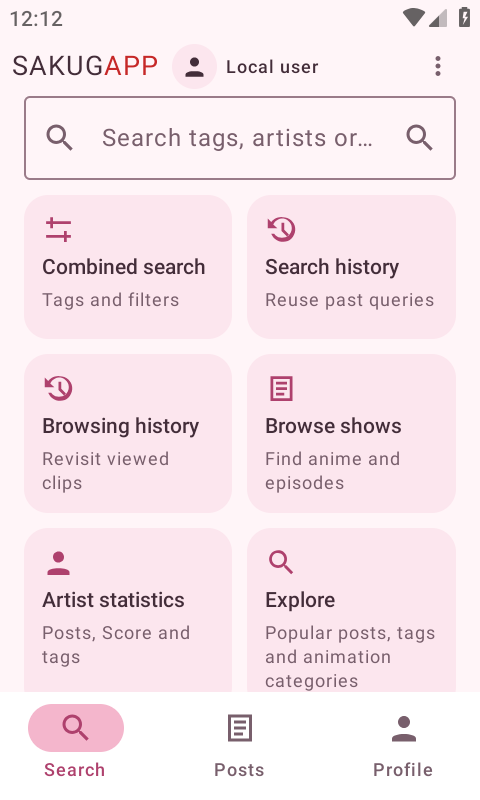 12:12
SAKUGAPP
Local user
Search tags, artists or…
Combined search
Tags and filters
Search history
Reuse past queries
Browsing history
Revisit viewed
clips
Browse shows
Find anime and
episodes
Artist statistics
Posts, Score and
tags
Explore
Popular posts, tags
and animation
categories
Search
Posts
Profile